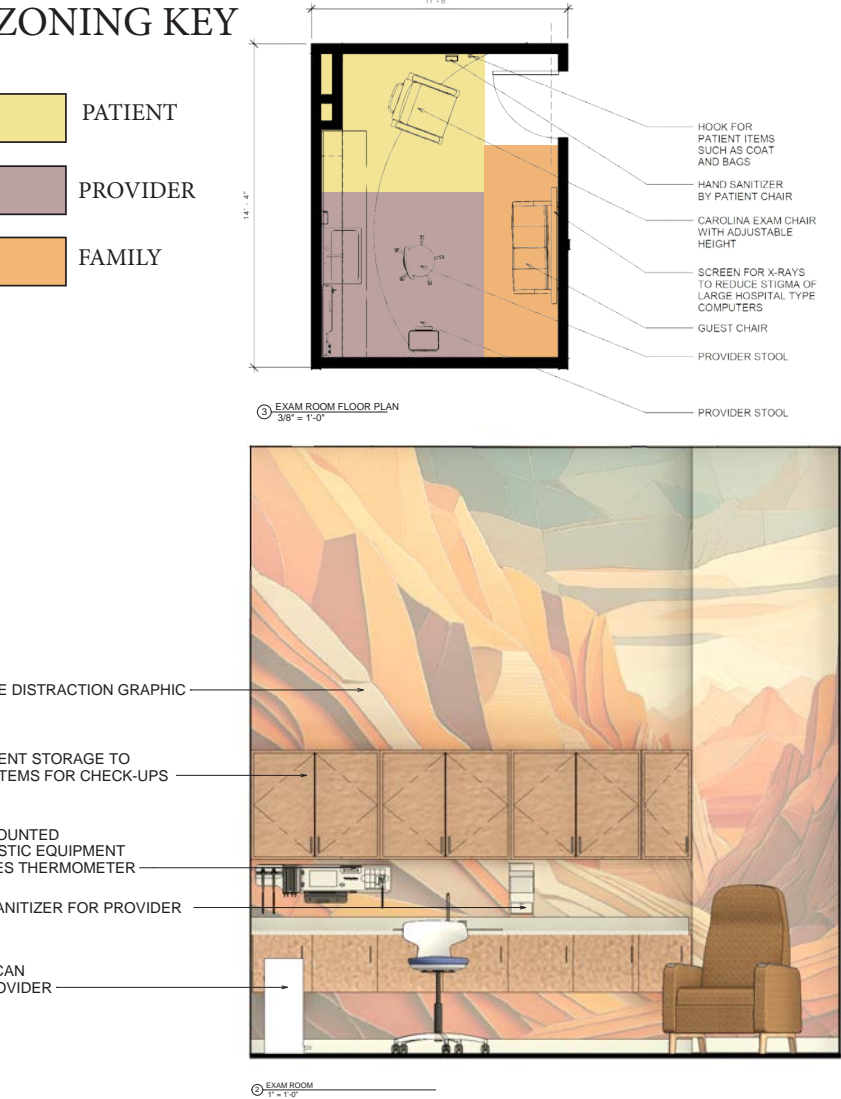 ZONING KEY
PATIENT
PROVIDER
FAMILY
14' - 4"
HOOK FOR
PATIENT ITEMS
SUCH AS COAT
AND BAGS
HAND SANITIZER
BY PATIENT CHAIR
CAROLINA EXAM CHAIR
WITH ADJUSTABLE
HEIGHT
SCREEN FOR X-RAYS
TO REDUCE STIGMA OF
LARGE HOSPITAL TYPE
COMPUTERS
GUEST CHAIR
PROVIDER STOOL
PROVIDER STOOL
3 EXAM ROOM FLOOR PLAN
3/8" = 1'-0"
E DISTRACTION GRAPHIC
ENT STORAGE TO
TEMS FOR CHECK-UPS
OUNTED
STIC EQUIPMENT
ES THERMOMETER
ANITIZER FOR PROVIDER
CAN
OVIDER
2 EXAM ROOM
1" = 1'-0"